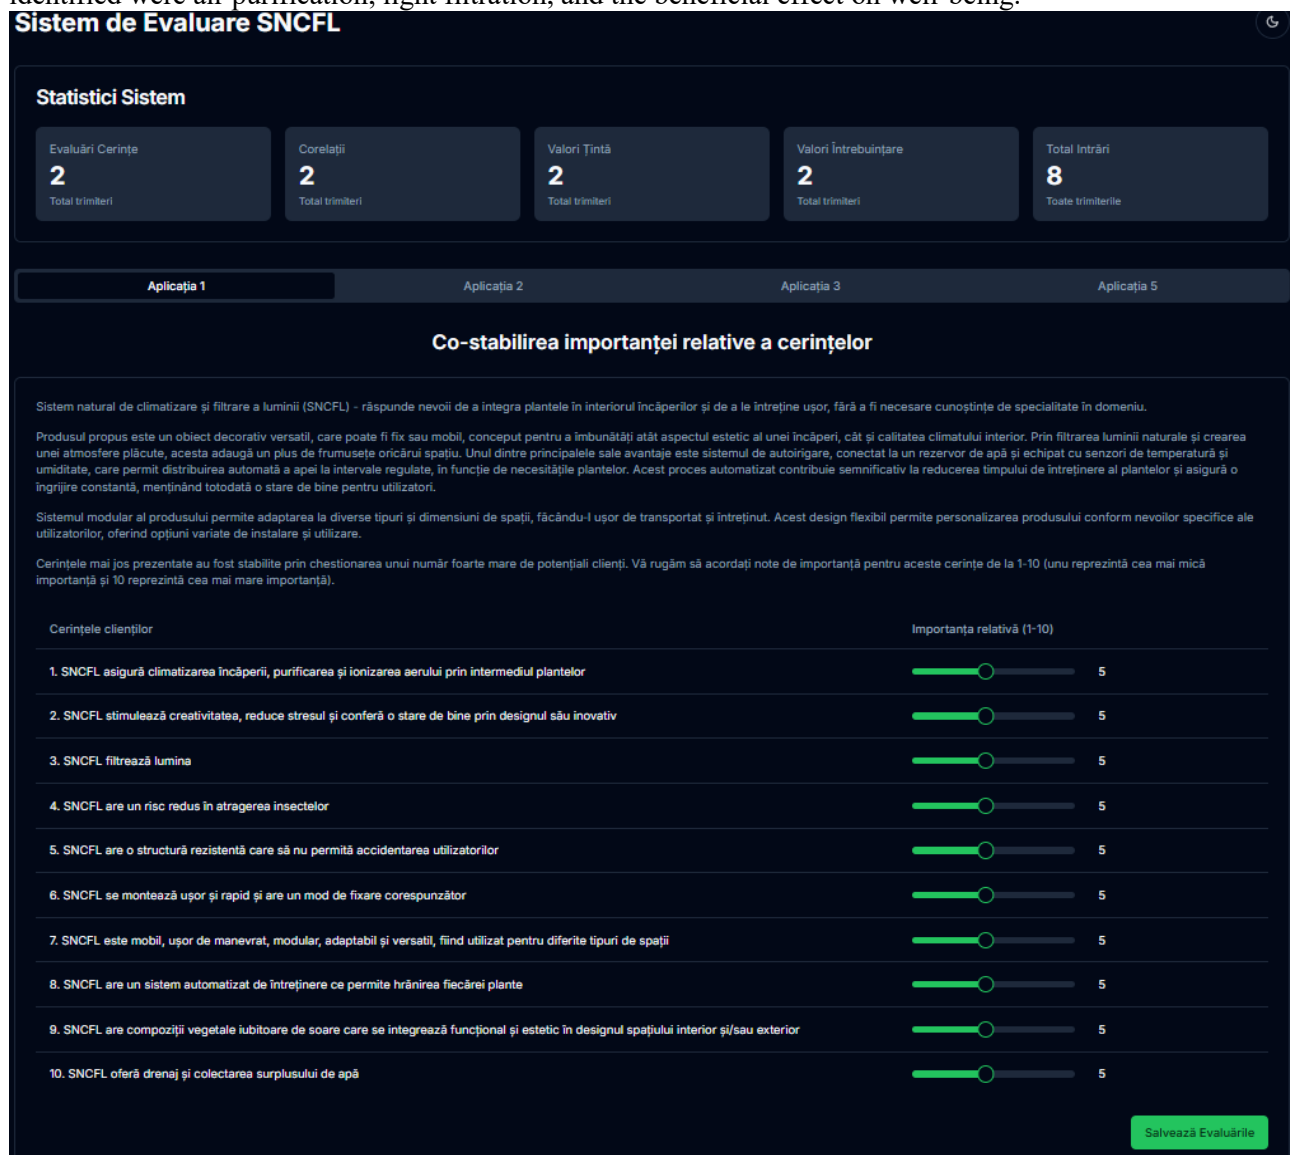 identified were air purification, light filtration, and the beneficial effect on well-being.
Sistem de Evaluare SNCFL
Statistici Sistem
Evaluări Cerințe
2
Total trimiteri
Corelații
2
Total trimiteri
Valori Țintă
2
Total trimiteri
Valori Întrebuințare
2
Total trimiteri
Total Intrări
8
Toate trimiterile
Aplicația 1
Aplicația 2
Aplicația 3
Aplicația 5
Co-stabilirea importanței relative a cerințelor
Sistem natural de climatizare și filtrare a luminii (SNCFL) - răspunde nevoii de a integra plantele în interiorul încăperilor și de a le întreține ușor, fără a fi necesare cunoștințe de specialitate în domeniu.
Produsul propus este un obiect decorativ versatil, care poate fi fix sau mobil, conceput pentru a îmbunătăți atât aspectul estetic al unei încăperi, cât și calitatea climatului interior. Prin filtrarea luminii naturale și crearea
unei atmosfere plăcute, acesta adaugă un plus de frumusețe oricărui spațiu. Unul dintre principalele sale avantaje este sistemul de autoirigare, conectat la un rezervor de apă și echipat cu senzori de temperatură și
umiditate, care permit distribuirea automată a apei la intervale regulate, în funcție de necesitățile plantelor. Acest proces automatizat contribuie semnificativ la reducerea timpului de întreținere al plantelor și asigură o
îngrijire constantă, menținând totodată o stare de bine pentru utilizatori.
Sistemul modular al produsului permite adaptarea la diverse tipuri și dimensiuni de spații, făcându-l ușor de transportat și întreținut. Acest design flexibil permite personalizarea produsului conform nevoilor specifice ale
utilizatorilor, oferind opțiuni variate de instalare și utilizare.
Cerințele mai jos prezentate au fost stabilite prin chestionarea unui număr foarte mare de potențiali clienți. Vă rugăm să acordați note de importanță pentru aceste cerințe de la 1-10 (unu reprezintă cea mai mică
importanță și 10 reprezintă cea mai mare importanță).
Cerințele clienților
Importanța relativă (1-10)
1. SNCFL asigură climatizarea încăperii, purificarea și ionizarea aerului prin intermediul plantelor
5
2. SNCFL stimulează creativitatea, reduce stresul și conferă o stare de bine prin designul său inovativ
5
3. SNCFL filtrează lumina
5
4. SNCFL are un risc redus în atragerea insectelor
5
5. SNCFL are o structură rezistentă care să nu permită accidentarea utilizatorilor
5
6. SNCFL se montează ușor și rapid și are un mod de fixare corespunzător
5
7. SNCFL este mobil, ușor de manevrat, modular, adaptabil și versatil, fiind utilizat pentru diferite tipuri de spații
5
8. SNCFL are un sistem automatizat de întreținere ce permite hrănirea fiecărei plante
5
9. SNCFL are compoziții vegetale iubitoare de soare care se integrează funcțional și estetic în designul spațiului interior și/sau exterior
5
10. SNCFL oferă drenaj și colectarea surplusului de apă
5
Salvează Evaluările